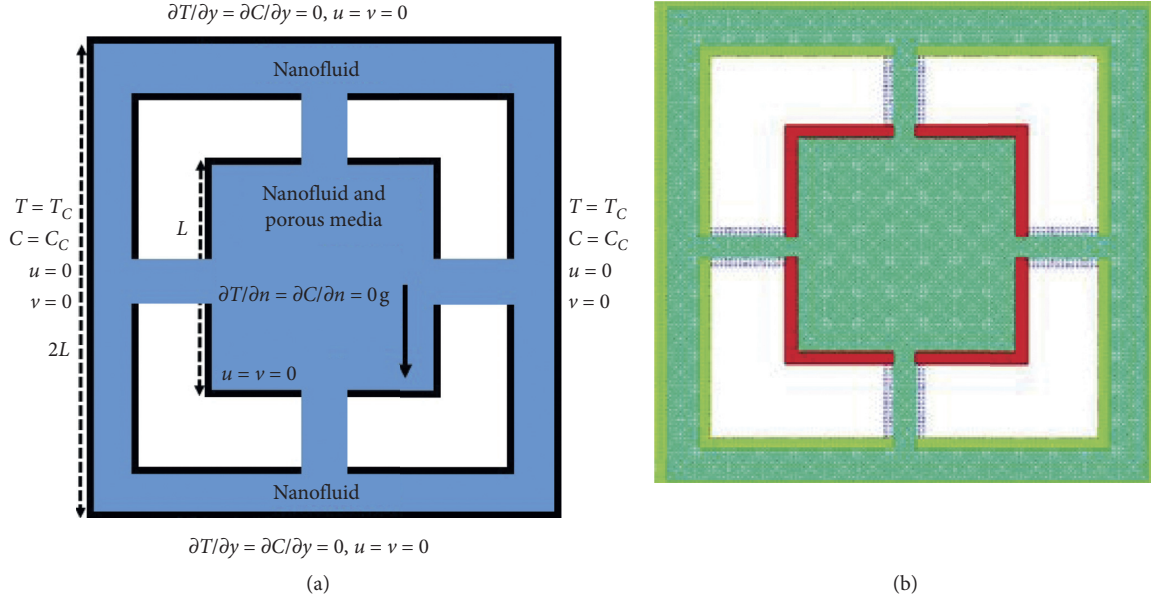 ∂T/∂y = ∂C/∂y = 0, u = v = 0
Nanofluid
Nanofluid and
porous media
T = T_C
C = C_C
u = 0
v = 0
L
T = T_C
C = C_C
u = 0
v = 0
∂T/∂n = ∂C/∂n = 0 g
2L
u = v = 0
Nanofluid
∂T/∂y = ∂C/∂y = 0, u = v = 0
(a)
(b)